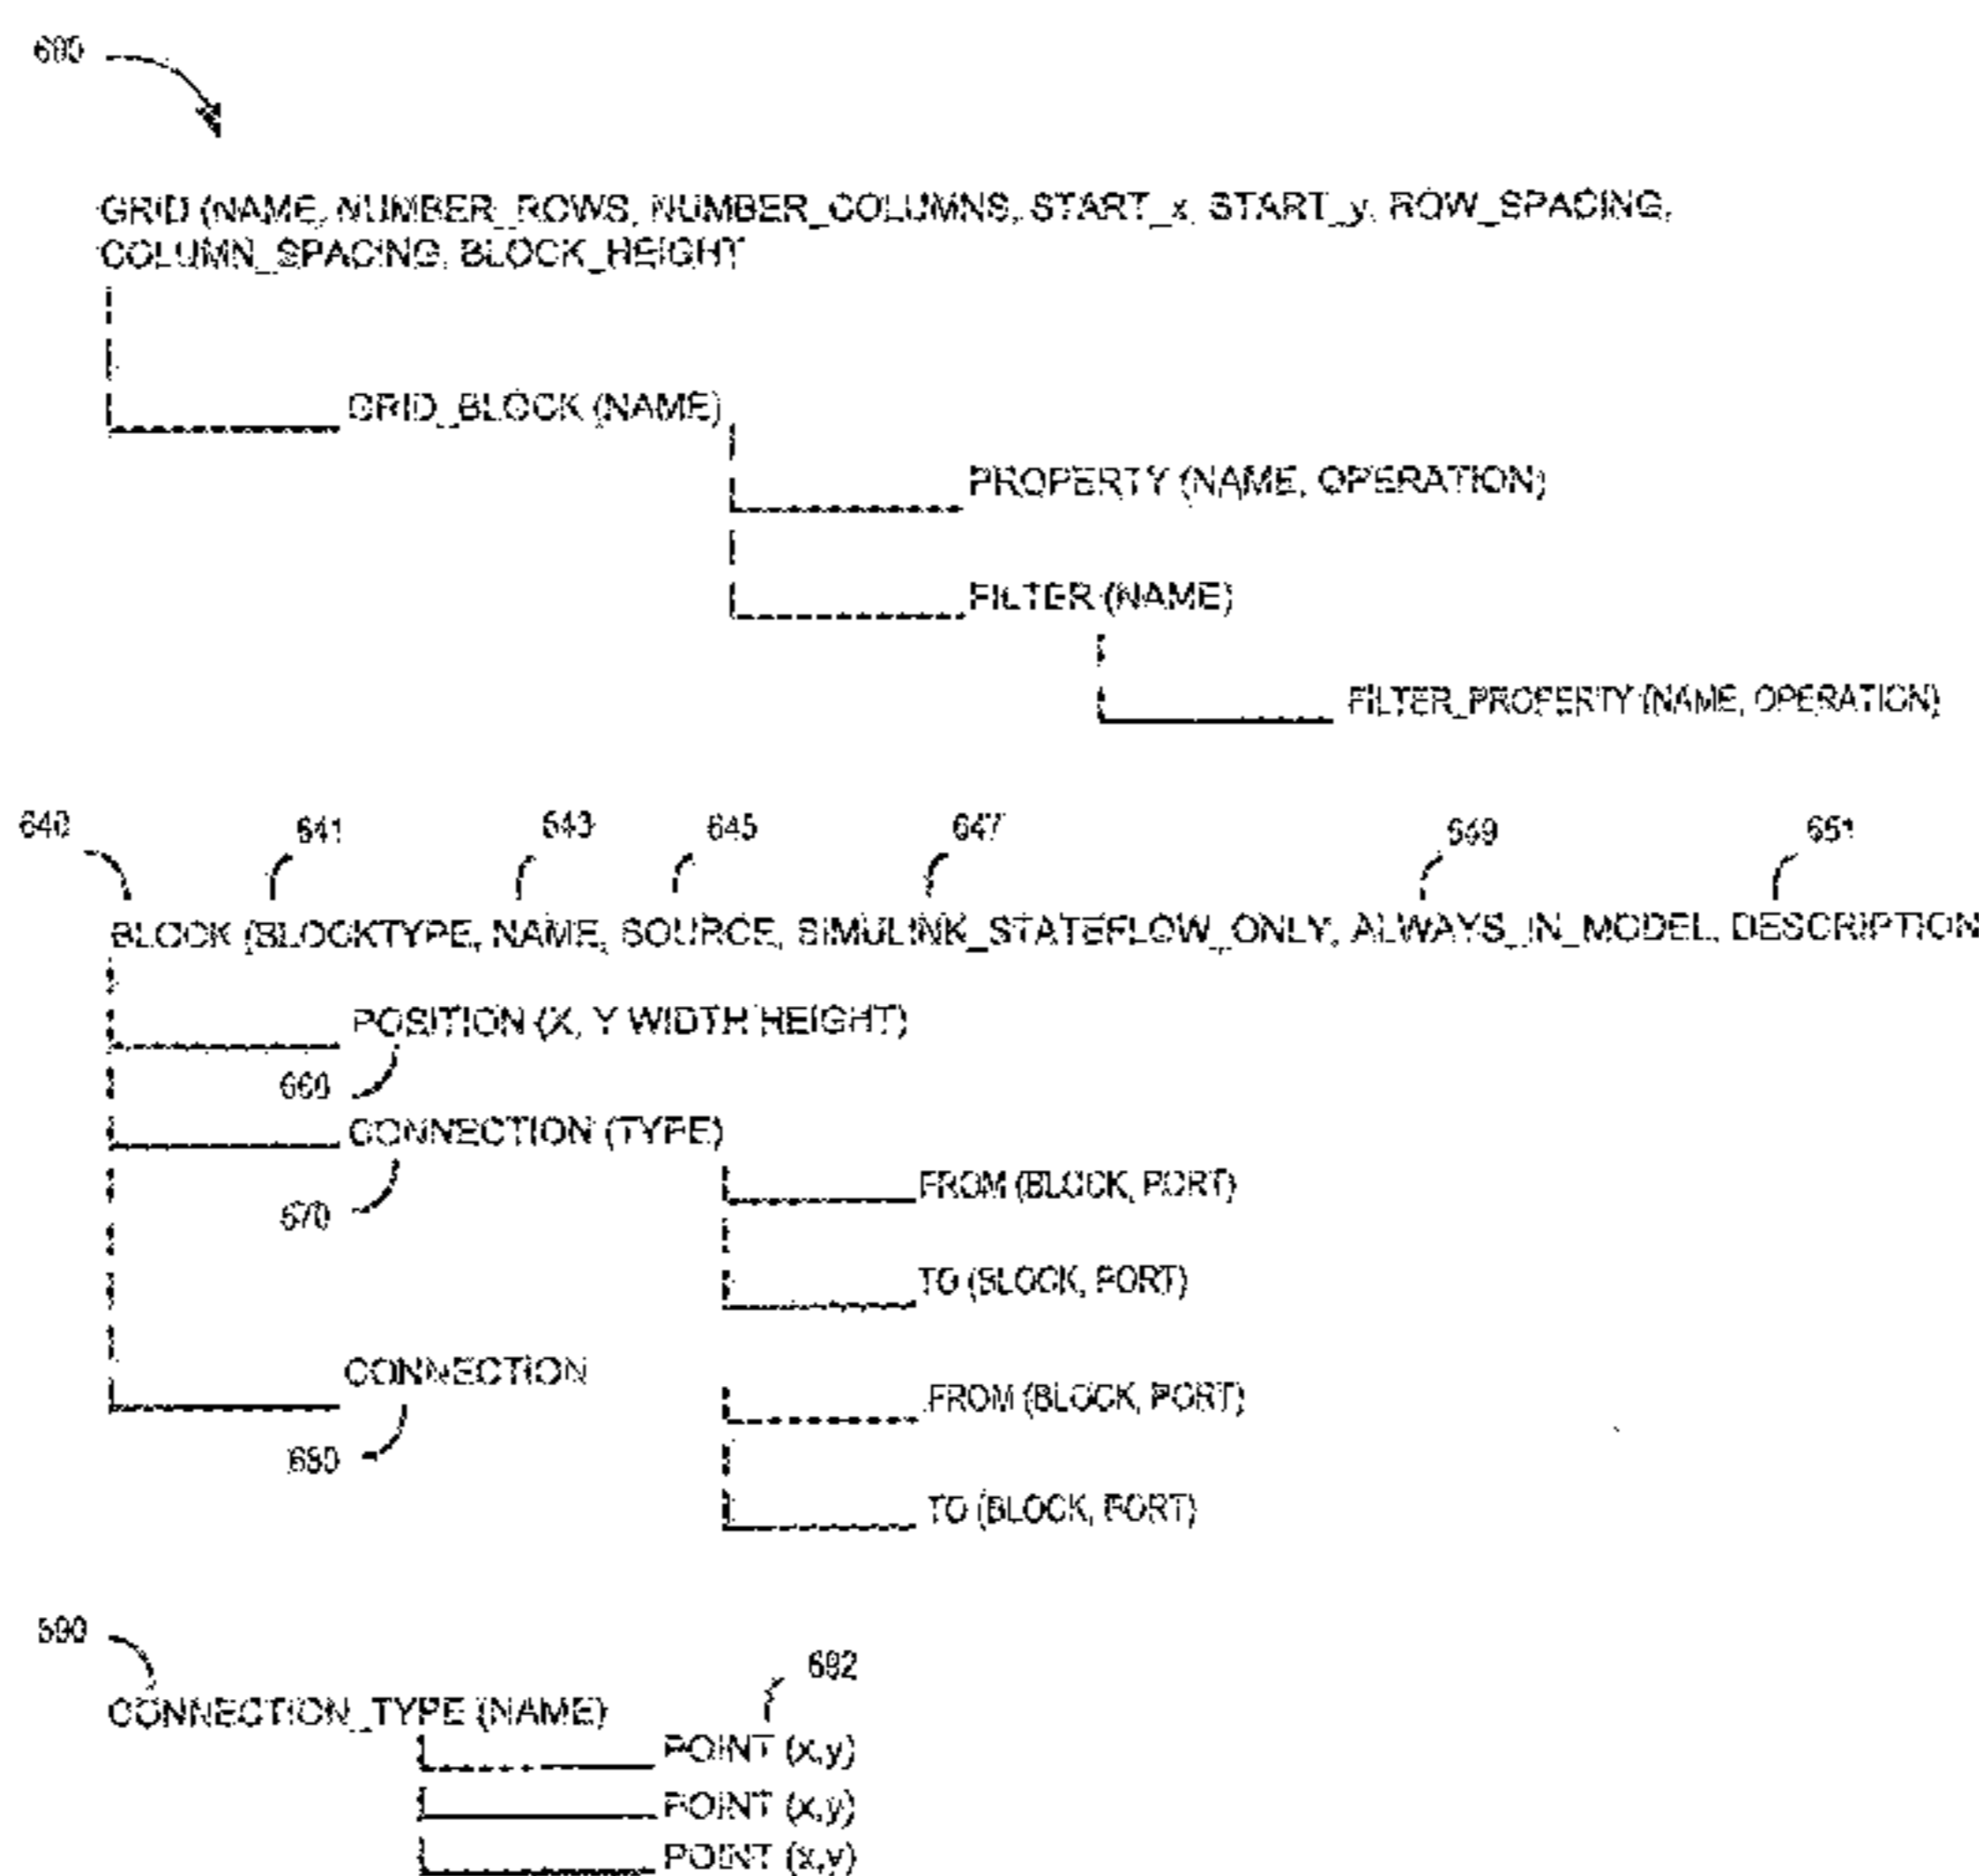 GRID (NAME, NUMBER_ROWS, NUMBER_COLUMNS, START_x, START_y, ROW_SPACING,
COLUMN_SPACING, BLOCK_HEIGHT
GRID_BLOCK (NAME)
PROPERTY (NAME, OPERATION)
FILTER (NAME)
FILTER_PROPERTY (NAME, OPERATION)
640 641 643 645 647 649 651
BLOCK (BLOCKTYPE, NAME, SOURCE, SIMULINK_STATEFLOW_ONLY, ALWAYS_IN_MODEL, DESCRIPTION
POSITION (X, Y WIDTH HEIGHT)
660
CONNECTION (TYPE)
670
FROM (BLOCK, PORT)
TO (BLOCK, PORT)
CONNECTION
680
FROM (BLOCK, PORT)
TO (BLOCK, PORT)
690
692
CONNECTION_TYPE (NAME)
POINT (x,y)
POINT (x,y)
POINT (x,y)